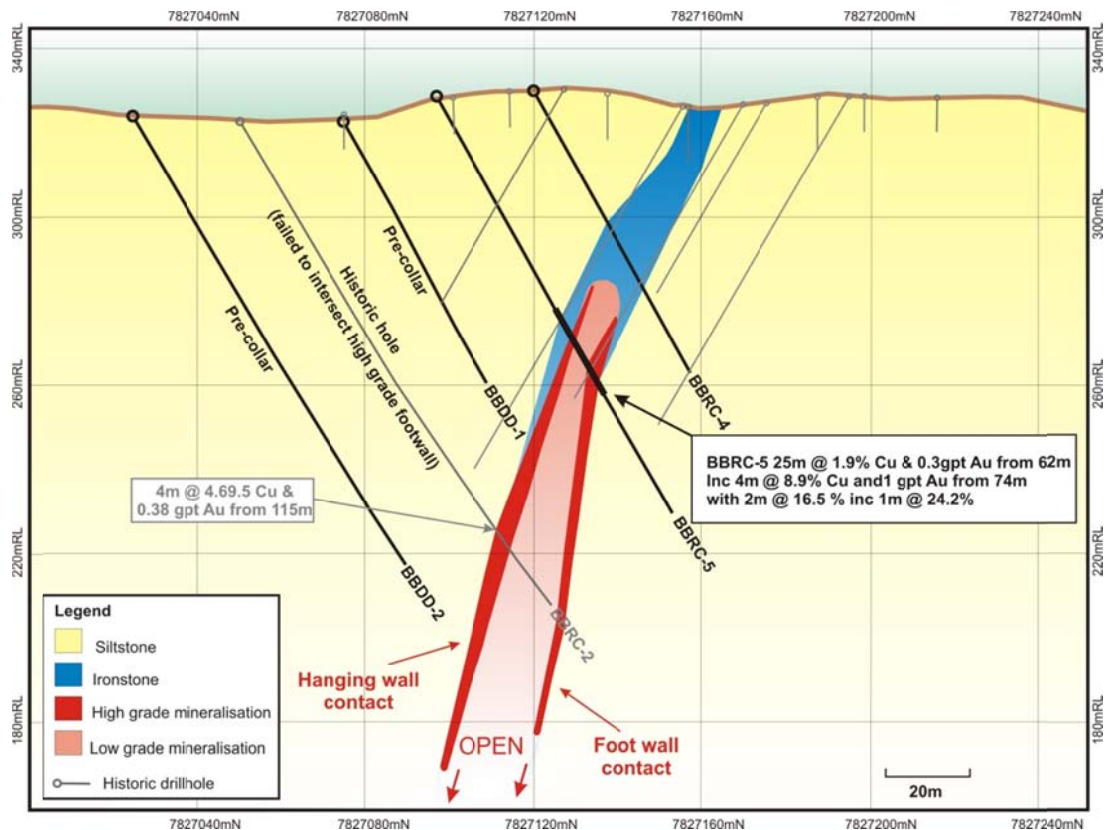 7827040mN 7827080mN 7827120mN 7827160mN 7827200mN 7827240mN
340mRL
340mRL
300mRL
300mRL
260mRL
260mRL
220mRL
220mRL
180mRL
180mRL
Pre-collar
BBDD-2
Historic hole
(failed to intersect high grade footwall)
BBRC-2
Pre-collar
BBDD-1
BBRC-4
BBRC-5
BBRC-5 25m @ 1.9% Cu & 0.3gpt Au from 62m
Inc 4m @ 8.9% Cu and1 gpt Au from 74m
with 2m @ 16.5 % inc 1m @ 24.2%
4m @ 4.69.5 Cu &
0.38 gpt Au from 115m
Hanging wall
contact
Foot wall
contact
OPEN
Legend
Siltstone
Ironstone
High grade mineralisation
Low grade mineralisation
Historic drillhole
20m
7827040mN 7827080mN 7827120mN 7827160mN 7827200mN 7827240mN